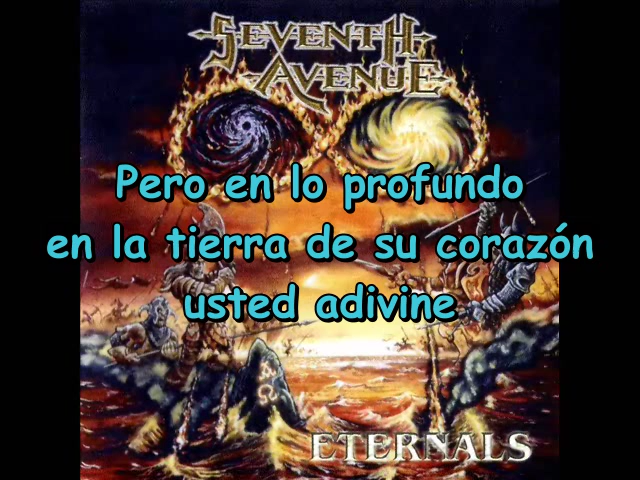 SEVENTH
AVENUE
Pero en lo profundo
en la tierra de su corazón
usted adivine
ETERNALS